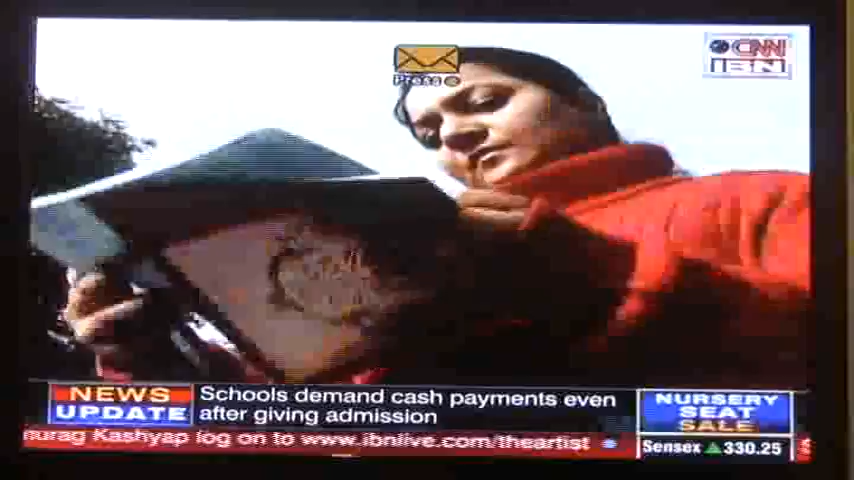 Press
CNN
IBN
NEWS
UPDATE
Schools demand cash payments even
after giving admission
NURSERY
SEAT
SALE
nurag Kashyap log on to www.ibnlive.com/theartist
Sensex ▲ 330.25